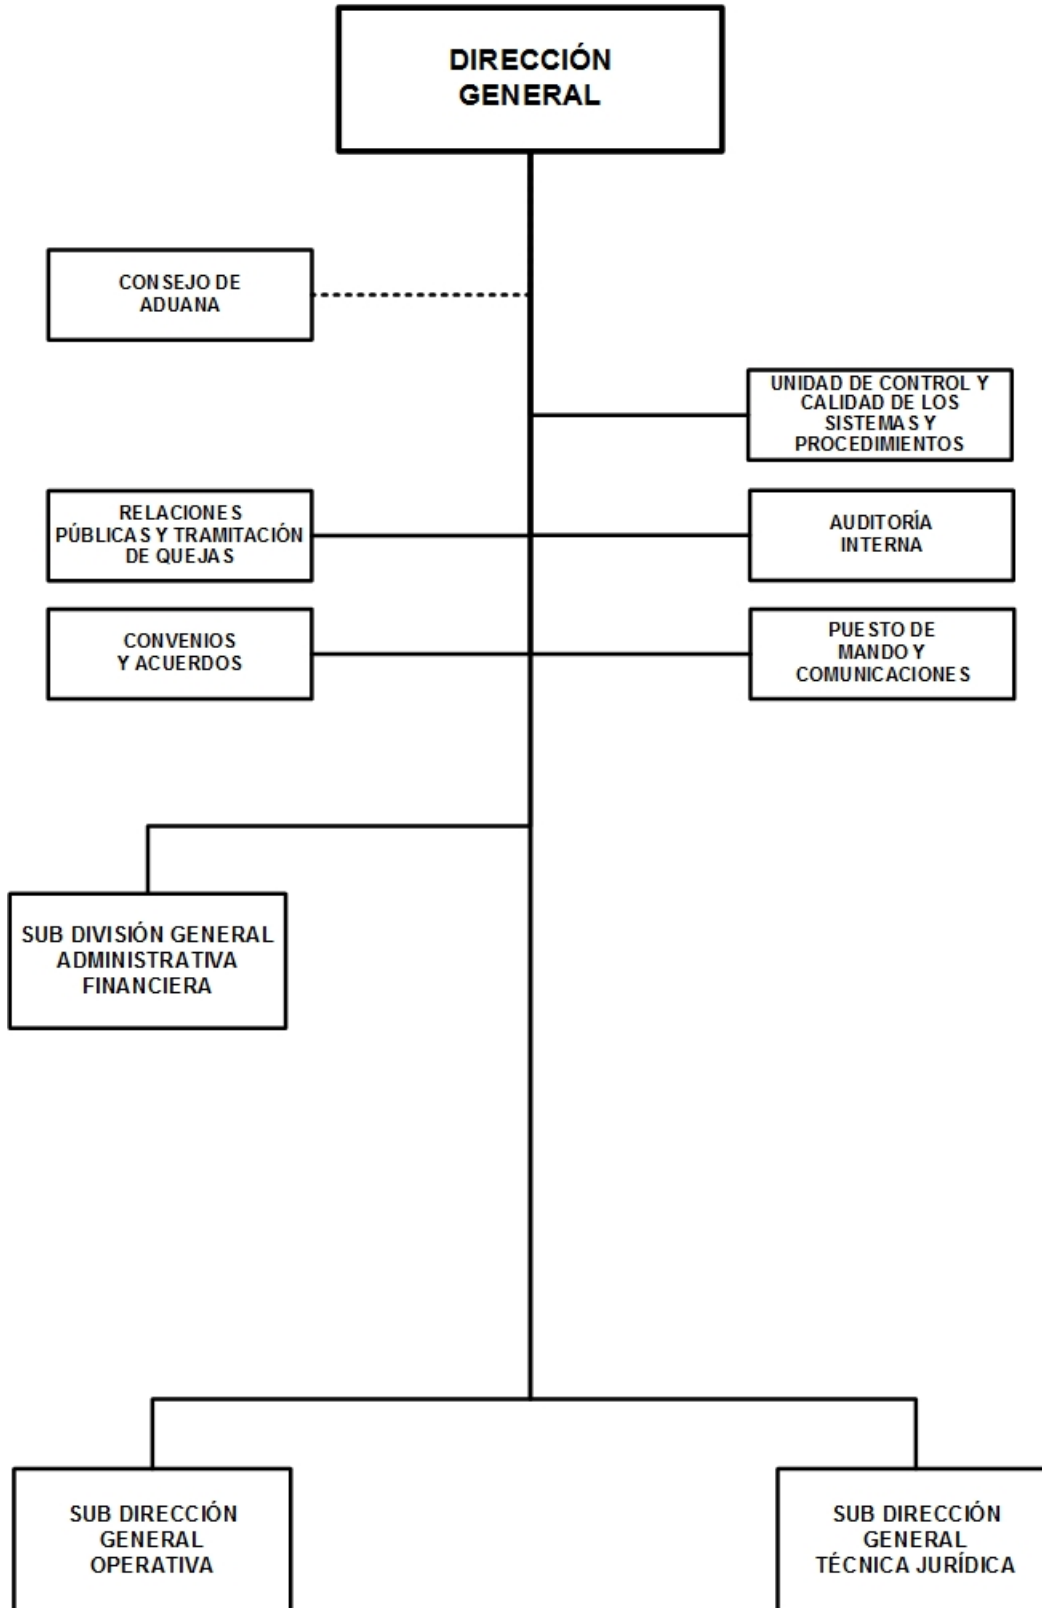 DIRECCIÓN
GENERAL
CONSEJO DE
ADUANA
UNIDAD DE CONTROL Y
CALIDAD DE LOS
SISTEMAS Y
PROCEDIMIENTOS
RELACIONES
PÚBLICAS Y TRAMITACIÓN
DE QUEJAS
AUDITORÍA
INTERNA
CONVENIOS
Y ACUERDOS
PUESTO DE
MANDO Y
COMUNICACIONES
SUB DIVISIÓN GENERAL
ADMINISTRATIVA
FINANCIERA
SUB DIRECCIÓN
GENERAL
OPERATIVA
SUB DIRECCIÓN
GENERAL
TÉCNICA JURÍDICA